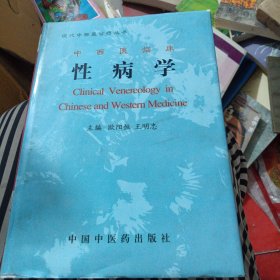 现代中西医诊疗丛书
中西医临床
性病学
Clinical Venereology in
Chinese and Western Medicine
主编 欧阳恒 王明忠
中国中医药出版社